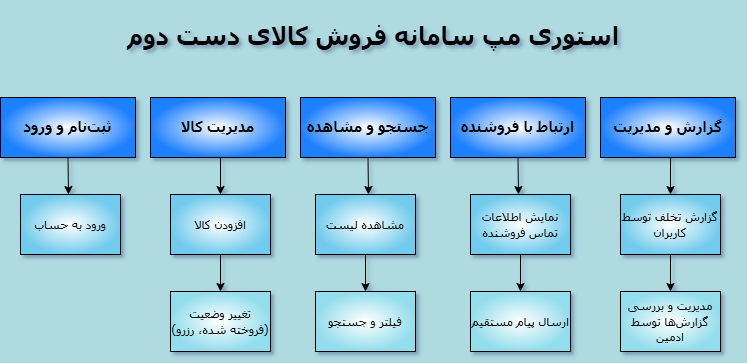 استوری مپ سامانه فروش کالای دست دوم
ثبت‌نام و ورود
مدیریت کالا
جستجو و مشاهده
ارتباط با فروشنده
گزارش و مدیریت
ورود به حساب
افزودن کالا
مشاهده لیست
نمایش اطلاعات
تماس فروشنده
گزارش تخلف توسط
کاربران
تغییر وضعیت
(فروخته شده، رزرو)
فیلتر و جستجو
ارسال پیام مستقیم
مدیریت و بررسی
گزارش‌ها توسط
ادمین